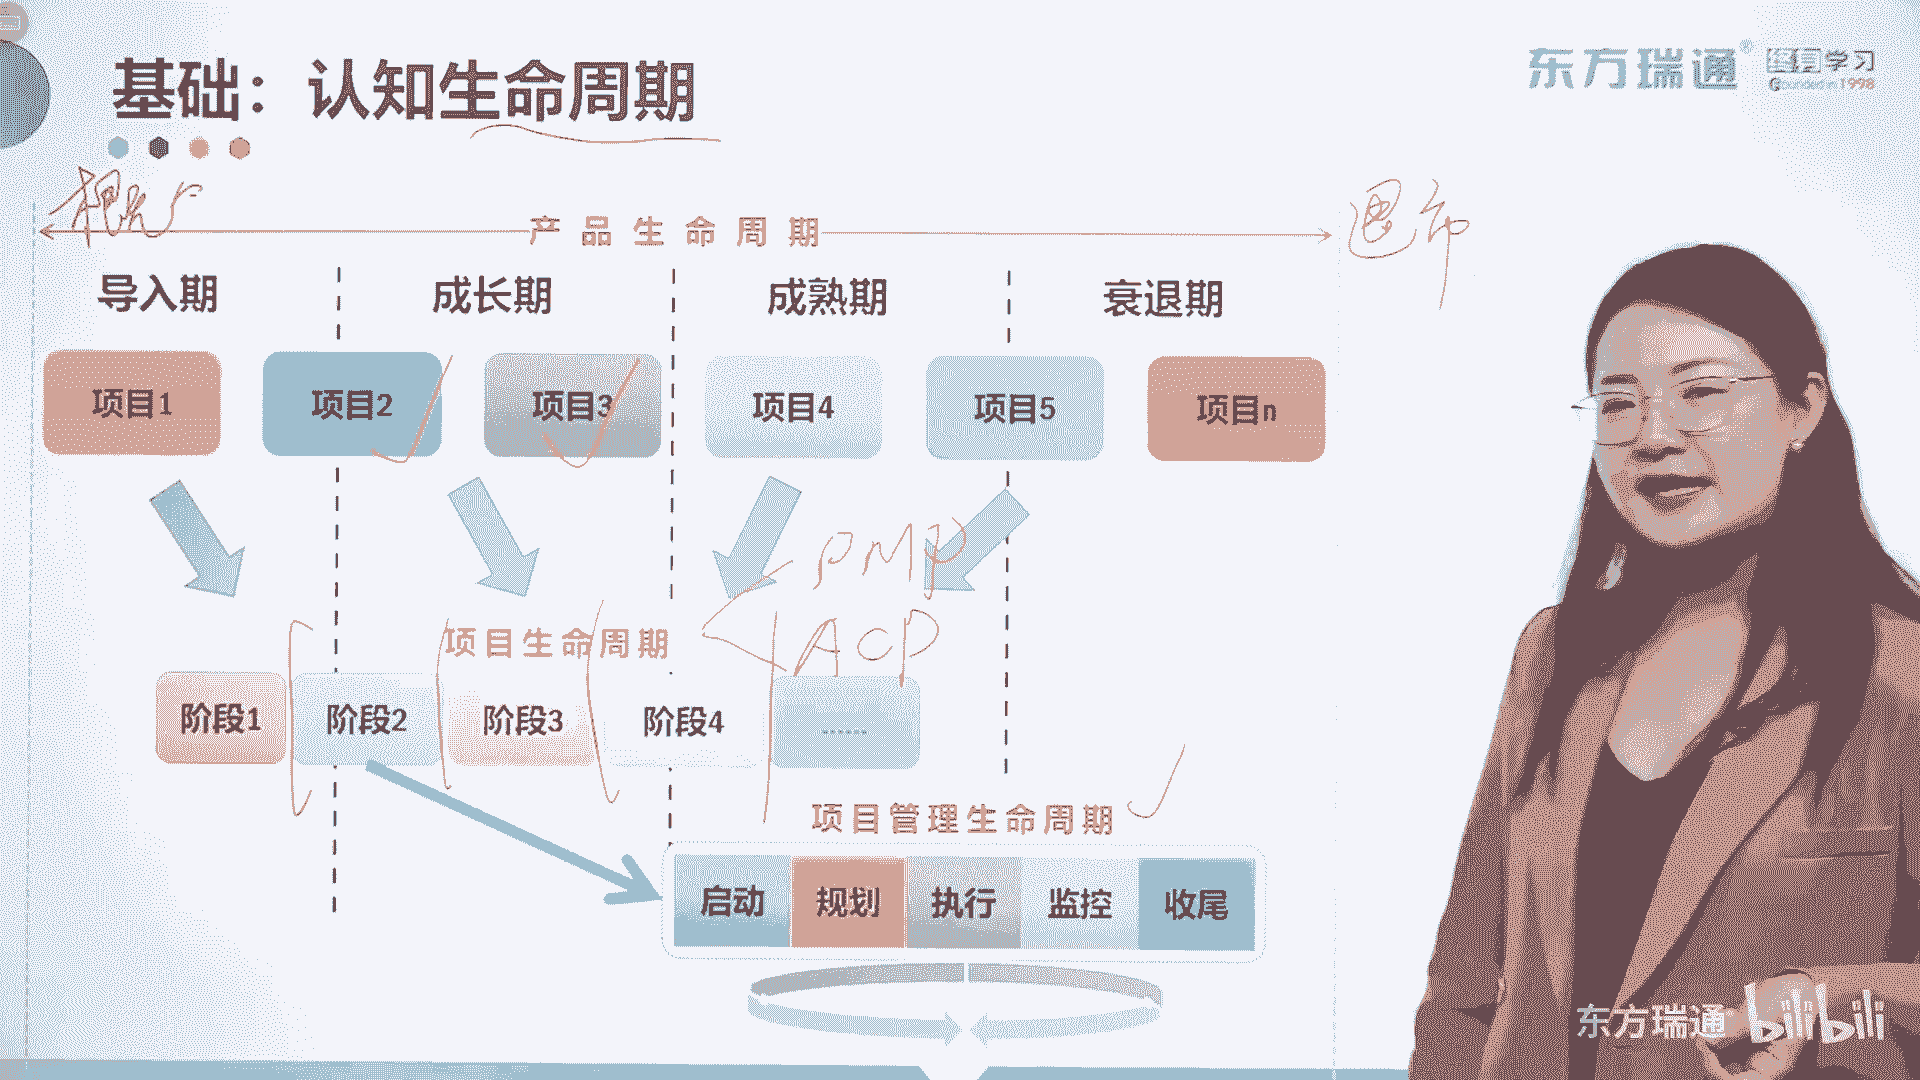 基础：认知生命周期
东方瑞通® 终身学习
Founded in 1998
概念
产品生命周期
退市
导入期 成长期 成熟期 衰退期
项目1 项目2 项目3 项目4 项目5 项目n
PMP
项目生命周期
ACP
阶段1 阶段2 阶段3 阶段4 ......
项目管理生命周期
启动 规划 执行 监控 收尾
东方瑞通 bilibili